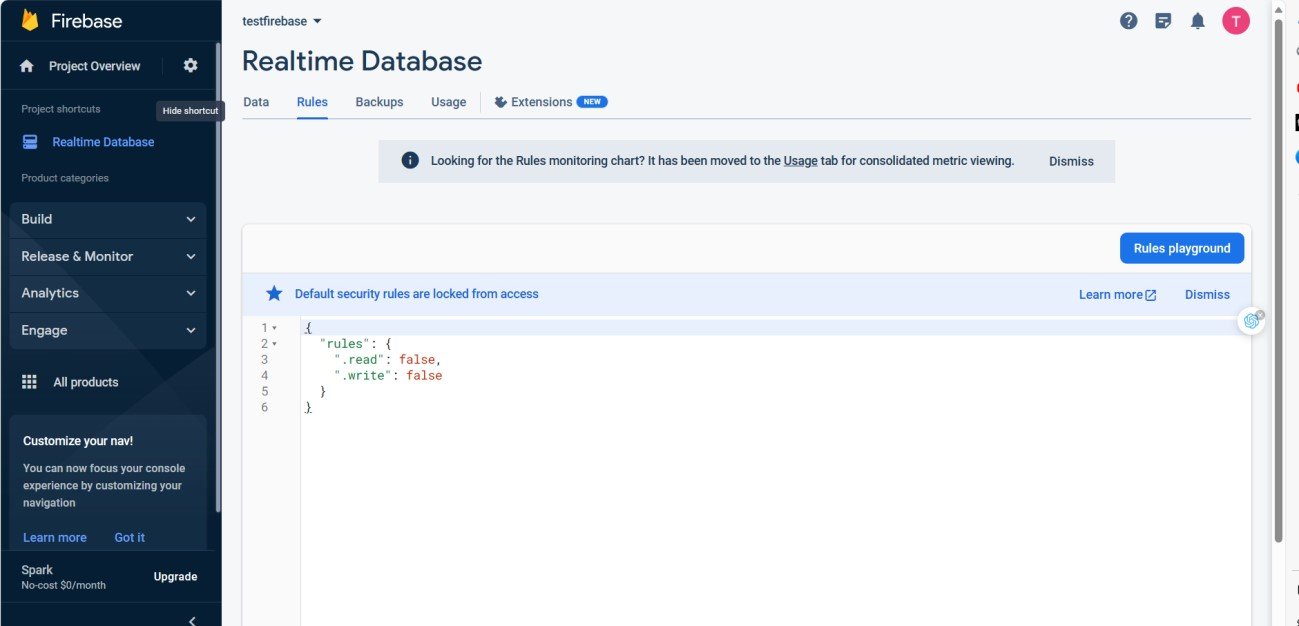 Firebase
Project Overview
Project shortcuts
Hide shortcut
Realtime Database
Product categories
Build
Release & Monitor
Analytics
Engage
All products
Customize your nav!
You can now focus your console
experience by customizing your
navigation
Learn more Got it
Spark
No-cost $0/month
Upgrade
testfirebase
T
Realtime Database
Data Rules Backups Usage Extensions NEW
Looking for the Rules monitoring chart? It has been moved to the Usage tab for consolidated metric viewing. Dismiss
Rules playground
Default security rules are locked from access Learn more Dismiss
1 {
2 "rules": {
3 ".read": false,
4 ".write": false
5 }
6 }